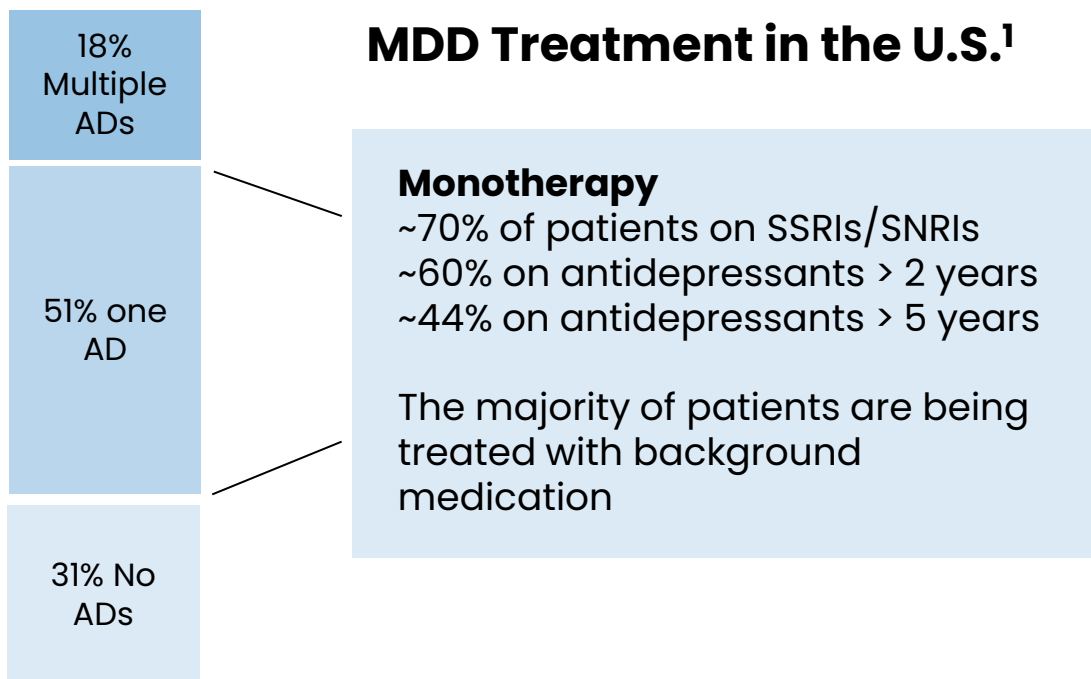 MDD Treatment in the U.S.¹
18%
Multiple
ADs
51% one
AD
31% No
ADs
Monotherapy
~70% of patients on SSRIs/SNRIs
~60% on antidepressants > 2 years
~44% on antidepressants > 5 years
The majority of patients are being
treated with background
medication